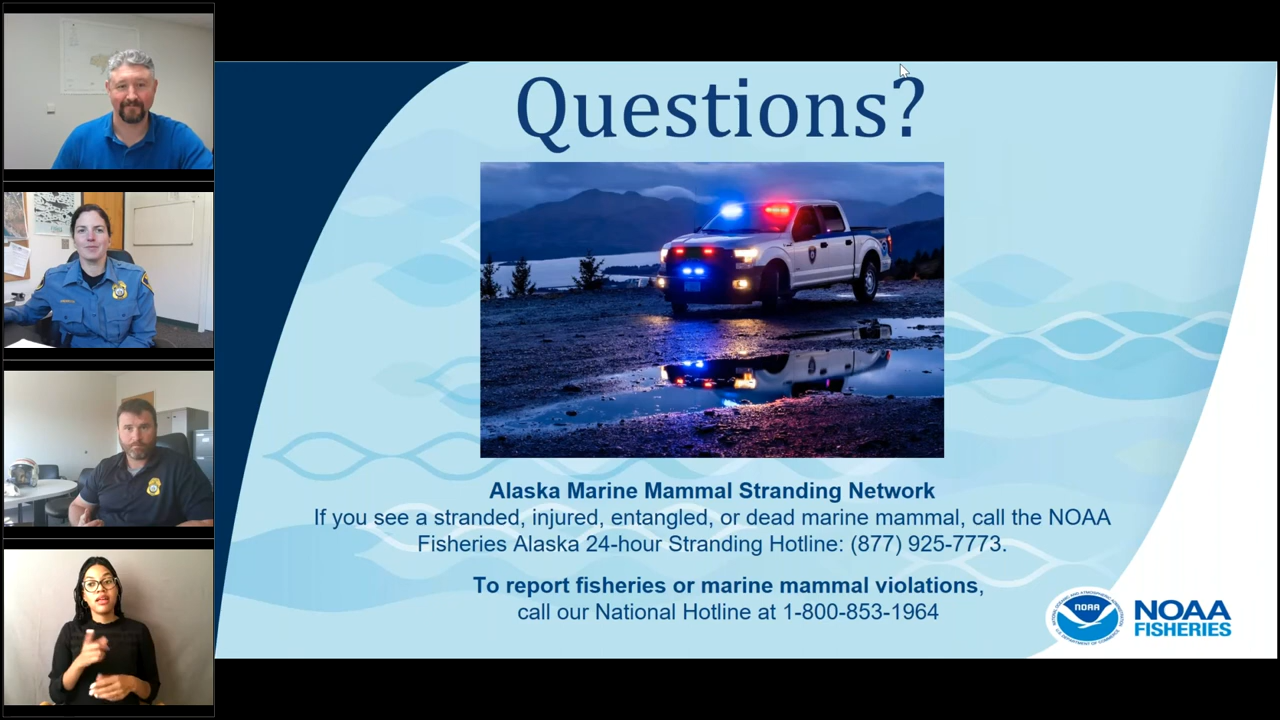 Questions?
Alaska Marine Mammal Stranding Network
If you see a stranded, injured, entangled, or dead marine mammal, call the NOAA
Fisheries Alaska 24-hour Stranding Hotline: (877) 925-7773.
To report fisheries or marine mammal violations,
call our National Hotline at 1-800-853-1964
NOAA
NOAA
FISHERIES